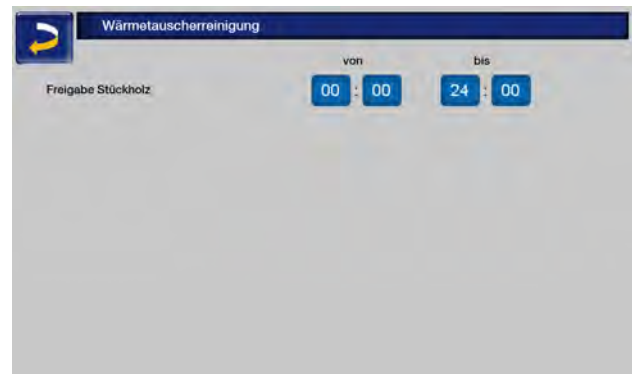 Wärmetauscherreinigung
von bis
Freigabe Stückholz 00 : 00 24 : 00